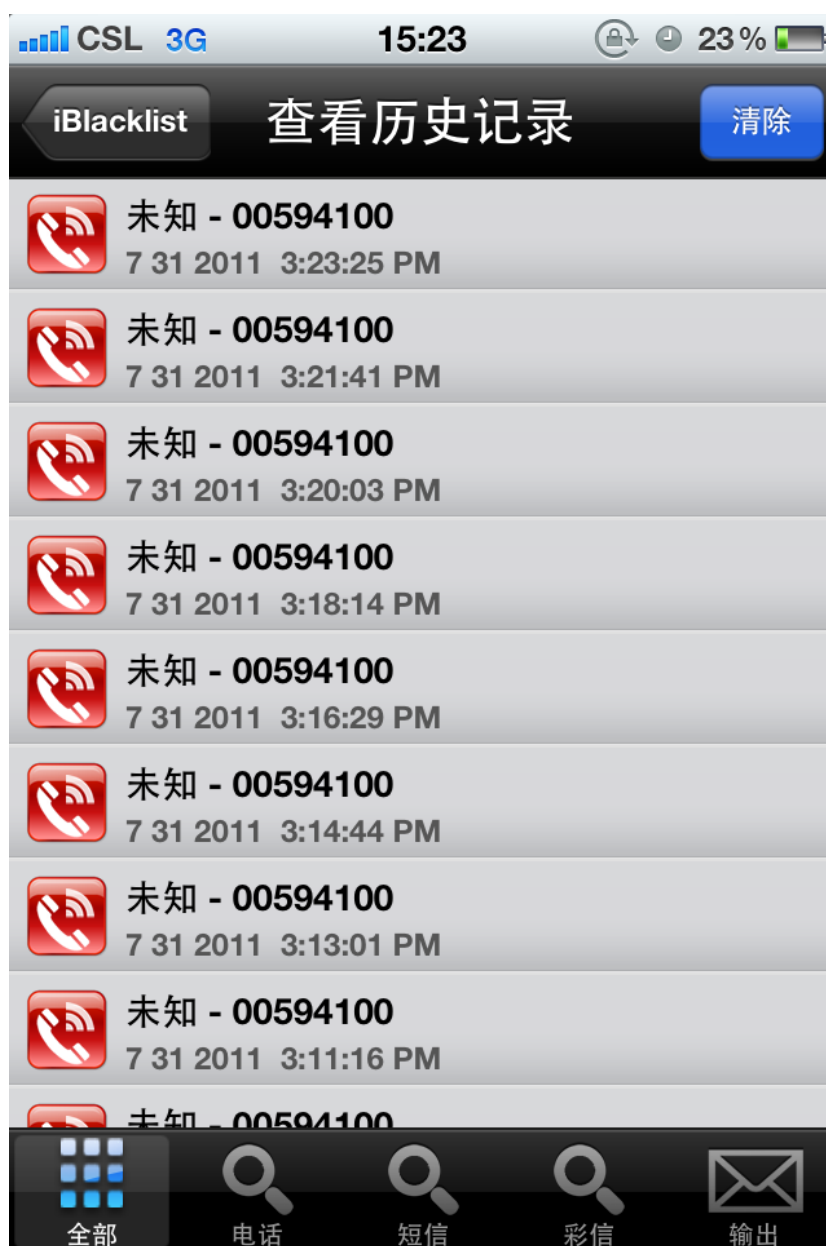 CSL 3G 15:23 23%
iBlacklist 查看历史记录 清除
未知 - 00594100
7 31 2011 3:23:25 PM
未知 - 00594100
7 31 2011 3:21:41 PM
未知 - 00594100
7 31 2011 3:20:03 PM
未知 - 00594100
7 31 2011 3:18:14 PM
未知 - 00594100
7 31 2011 3:16:29 PM
未知 - 00594100
7 31 2011 3:14:44 PM
未知 - 00594100
7 31 2011 3:13:01 PM
未知 - 00594100
7 31 2011 3:11:16 PM
未知 - 00594100
全部 电话 短信 彩信 输出